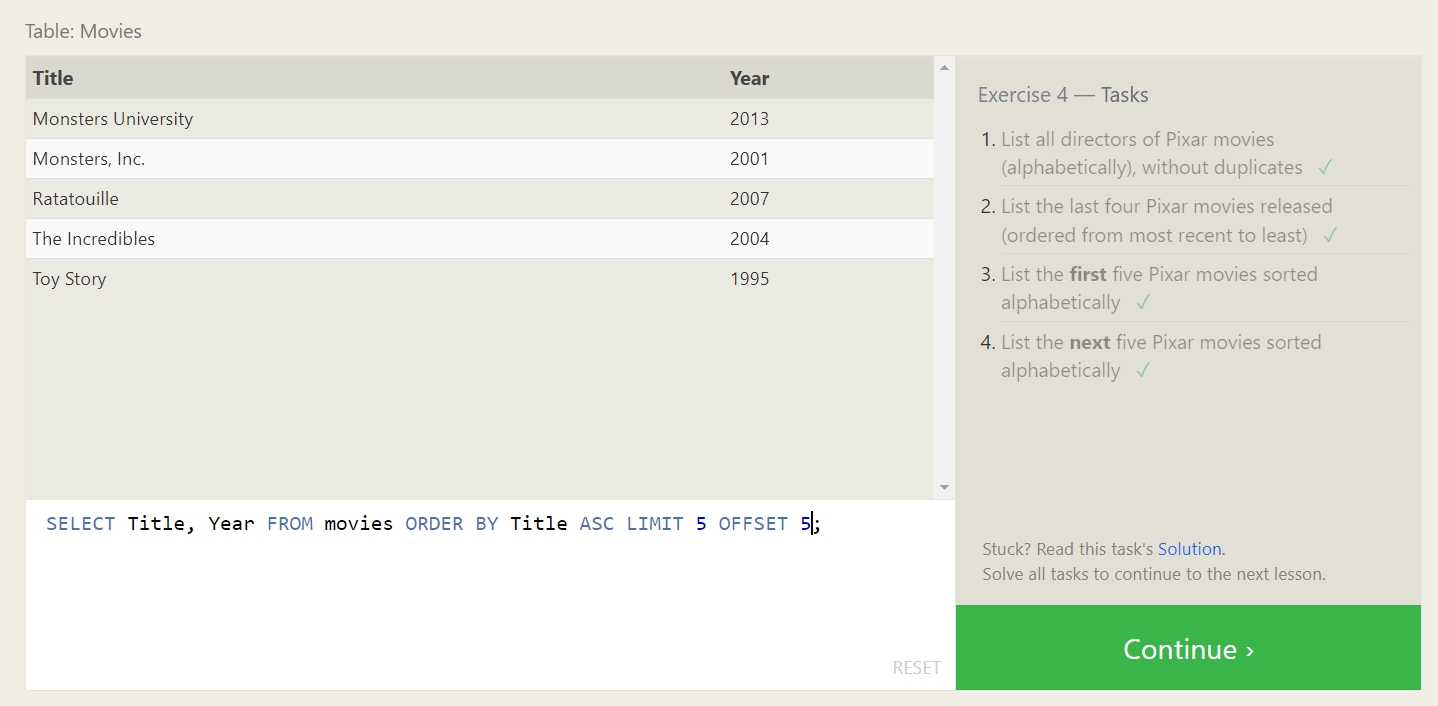 Table: Movies
Title Year
Monsters University 2013
Monsters, Inc. 2001
Ratatouille 2007
The Incredibles 2004
Toy Story 1995
SELECT Title, Year FROM movies ORDER BY Title ASC LIMIT 5 OFFSET 5;
RESET
Exercise 4 — Tasks
1. List all directors of Pixar movies
(alphabetically), without duplicates ✓
2. List the last four Pixar movies released
(ordered from most recent to least) ✓
3. List the first five Pixar movies sorted
alphabetically ✓
4. List the next five Pixar movies sorted
alphabetically ✓
Stuck? Read this task's Solution.
Solve all tasks to continue to the next lesson.
Continue ›